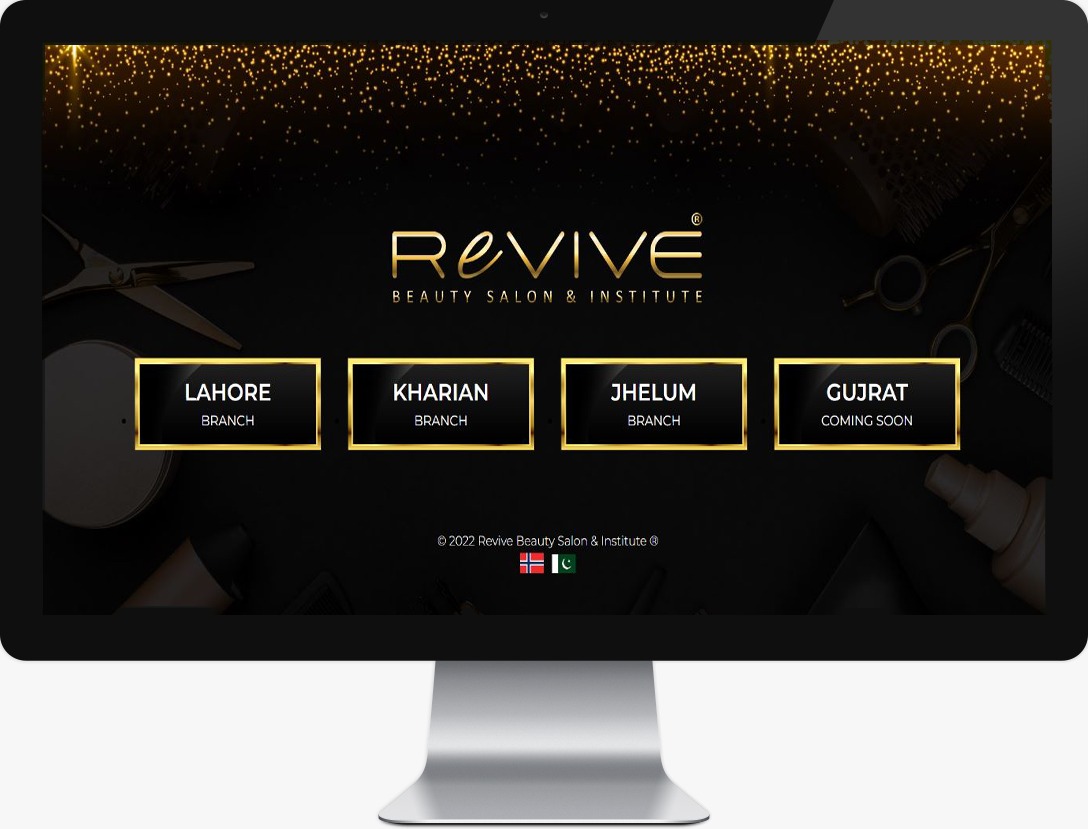 ReVIVE®
BEAUTY SALON & INSTITUTE
LAHORE
BRANCH
KHARIAN
BRANCH
JHELUM
BRANCH
GUJRAT
COMING SOON
© 2022 Revive Beauty Salon & Institute ®